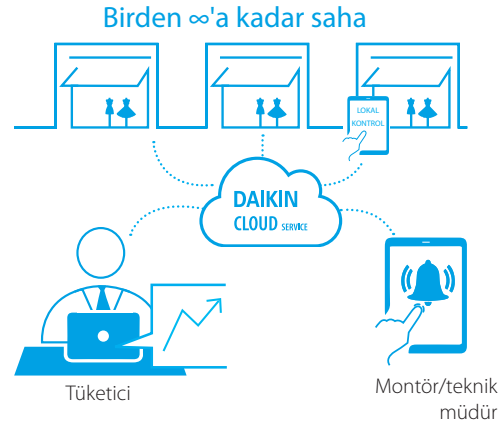 Birden ∞'a kadar saha
LOKAL
KONTROL
DAIKIN
CLOUD SERVICE
Tüketici
Montör/teknik
müdür